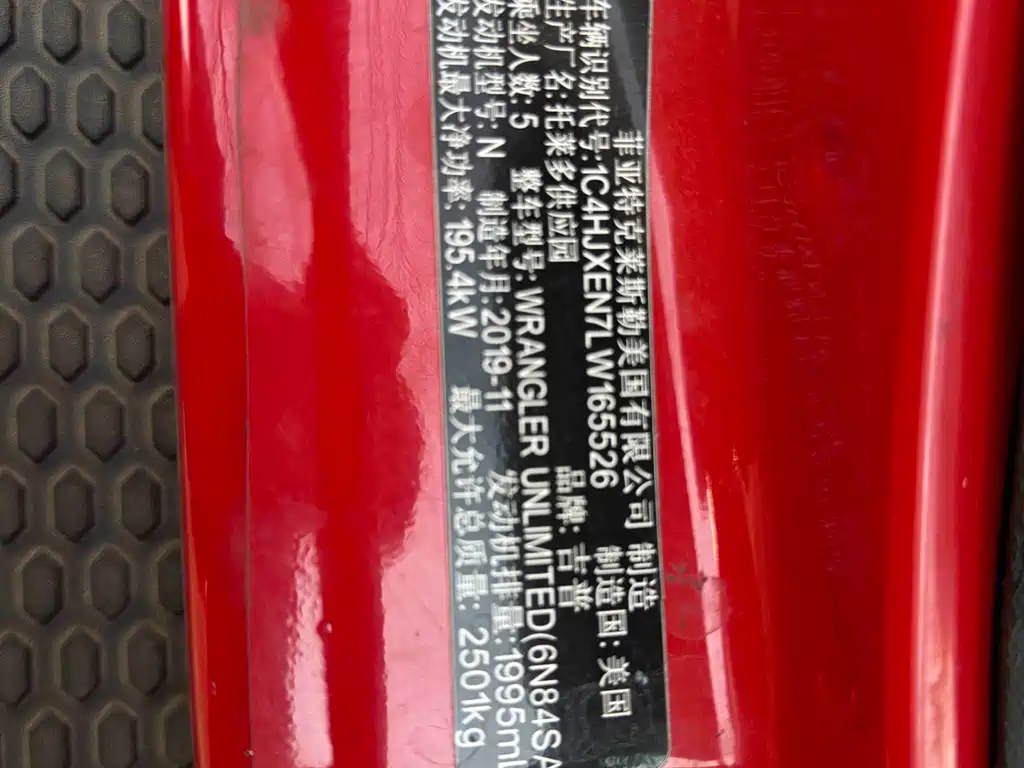 菲亚特克莱斯勒美国有限公司 制造
车辆识别代号:1C4HJXEN7LW165526 制造国: 美国
生产厂名:托莱多供应园 品牌: 吉普
乘坐人数: 5 整车型号: WRANGLER UNLIMITED(6N84SA
发动机型号: N 制造年月:2019-11 发动机排量:1995mL
发动机最大净功率: 195.4kW 最大允许总质量: 2501kg